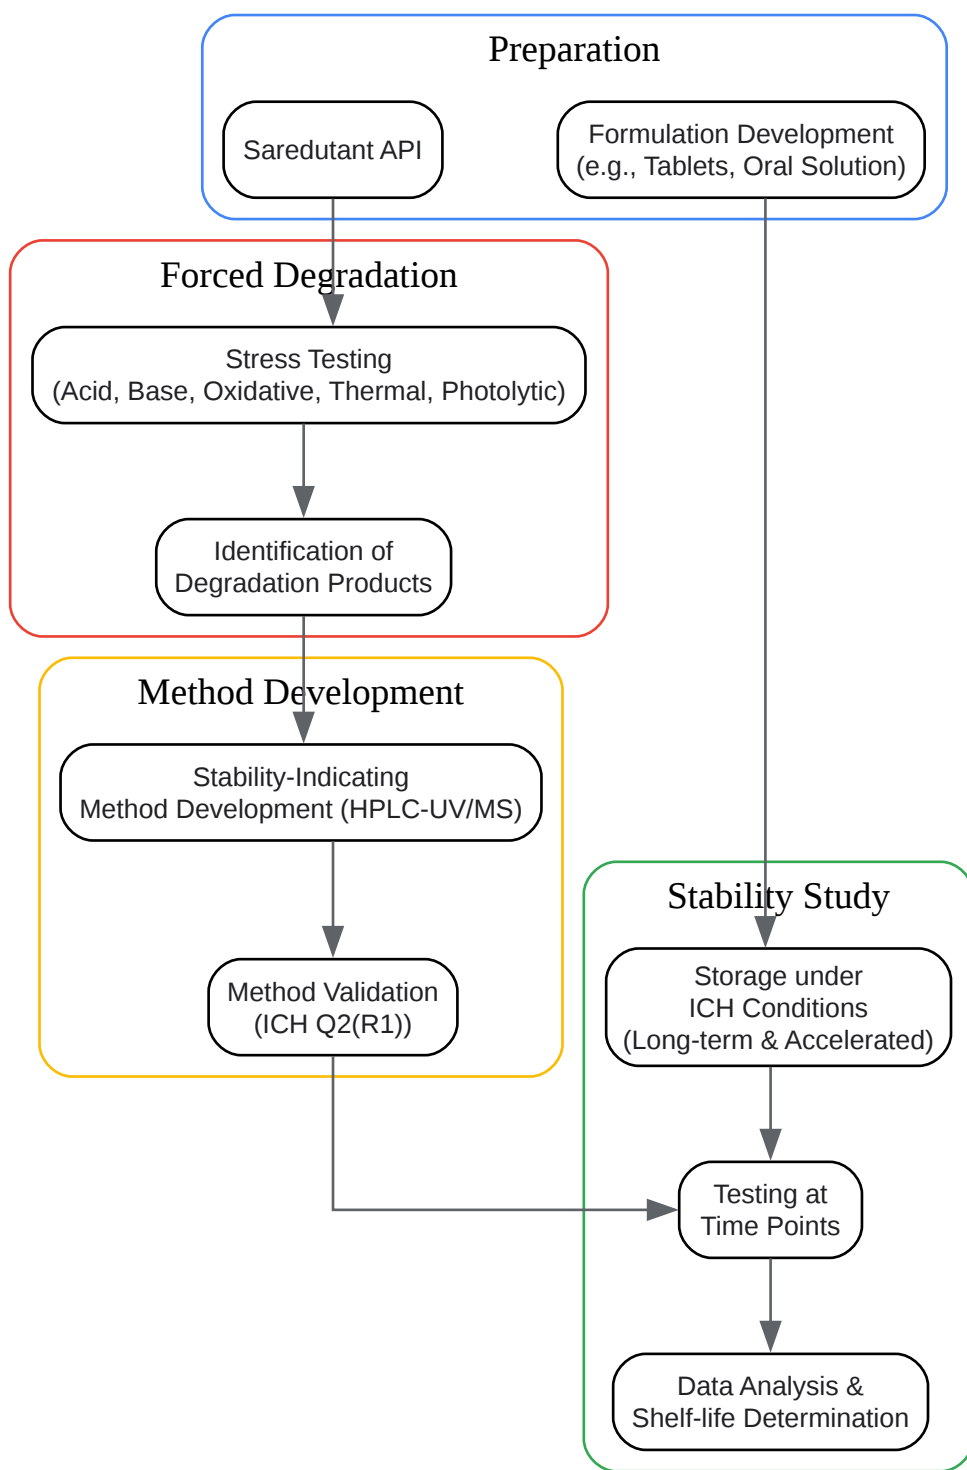 Preparation
Saredutant API
Formulation Development
(e.g., Tablets, Oral Solution)
Forced Degradation
Stress Testing
(Acid, Base, Oxidative, Thermal, Photolytic)
Identification of
Degradation Products
Method Development
Stability-Indicating
Method Development (HPLC-UV/MS)
Method Validation
(ICH Q2(R1))
Stability Study
Storage under
ICH Conditions
(Long-term & Accelerated)
Testing at
Time Points
Data Analysis &
Shelf-life Determination